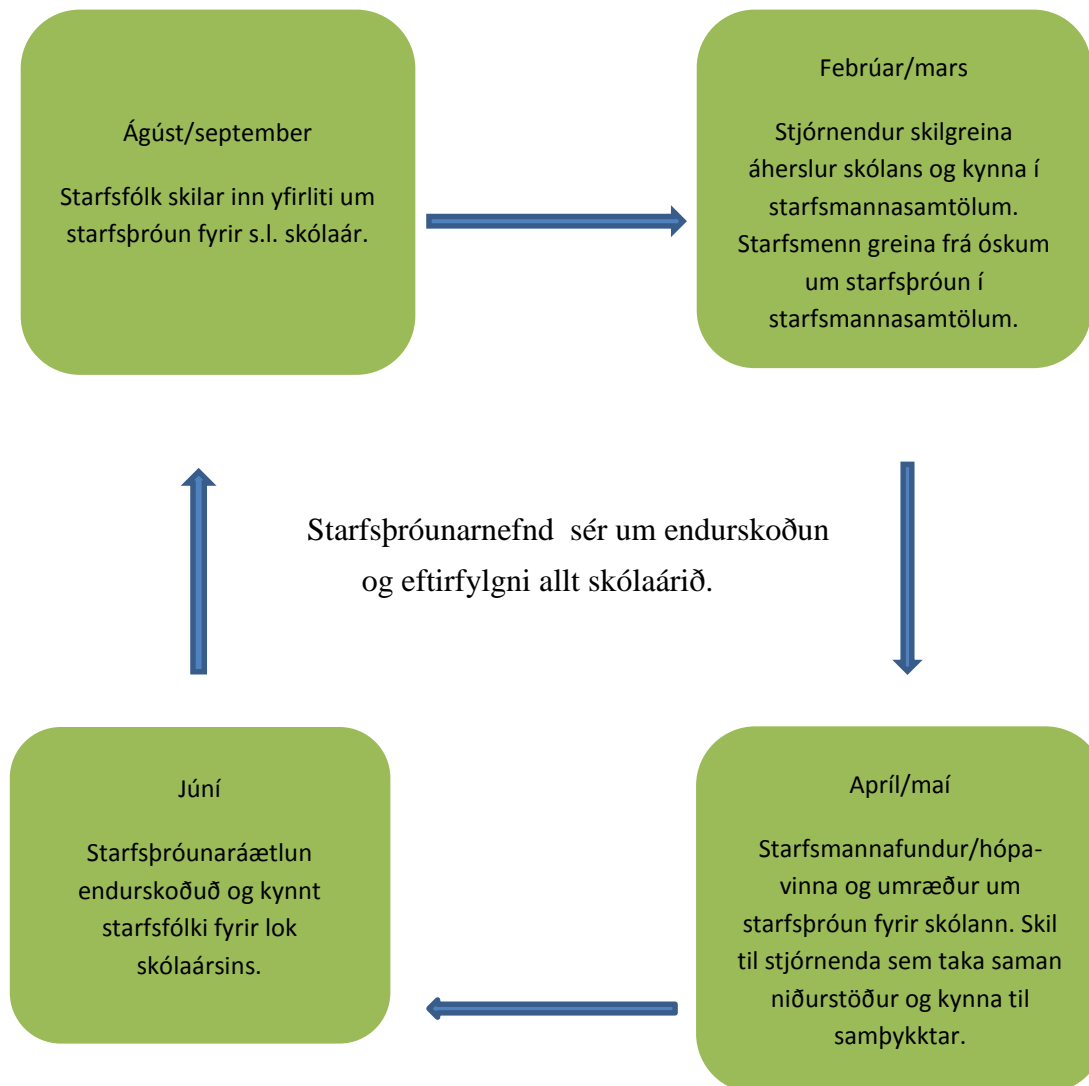 Ágúst/september
Starfsfólk skilar inn yfirliti um
starfsþróun fyrir s.l. skólaár.
Febrúar/mars
Stjórnendur skilgreina
áherslur skólans og kynna í
starfsmannasamtölum.
Starfsmenn greina frá óskum
um starfsþróun í
starfsmannasamtölum.
Starfsþróunarnefnd  sér um endurskoðun
og eftirfylgni allt skólaárið.
Júní
Starfsþróunaráætlun
endurskoðuð og kynnt
starfsfólki fyrir lok
skólaársins.
Apríl/maí
Starfsmannafundur/hópa-
vinna og umræður um
starfsþróun fyrir skólann. Skil
til stjórnenda sem taka saman
niðurstöður og kynna til
samþykktar.